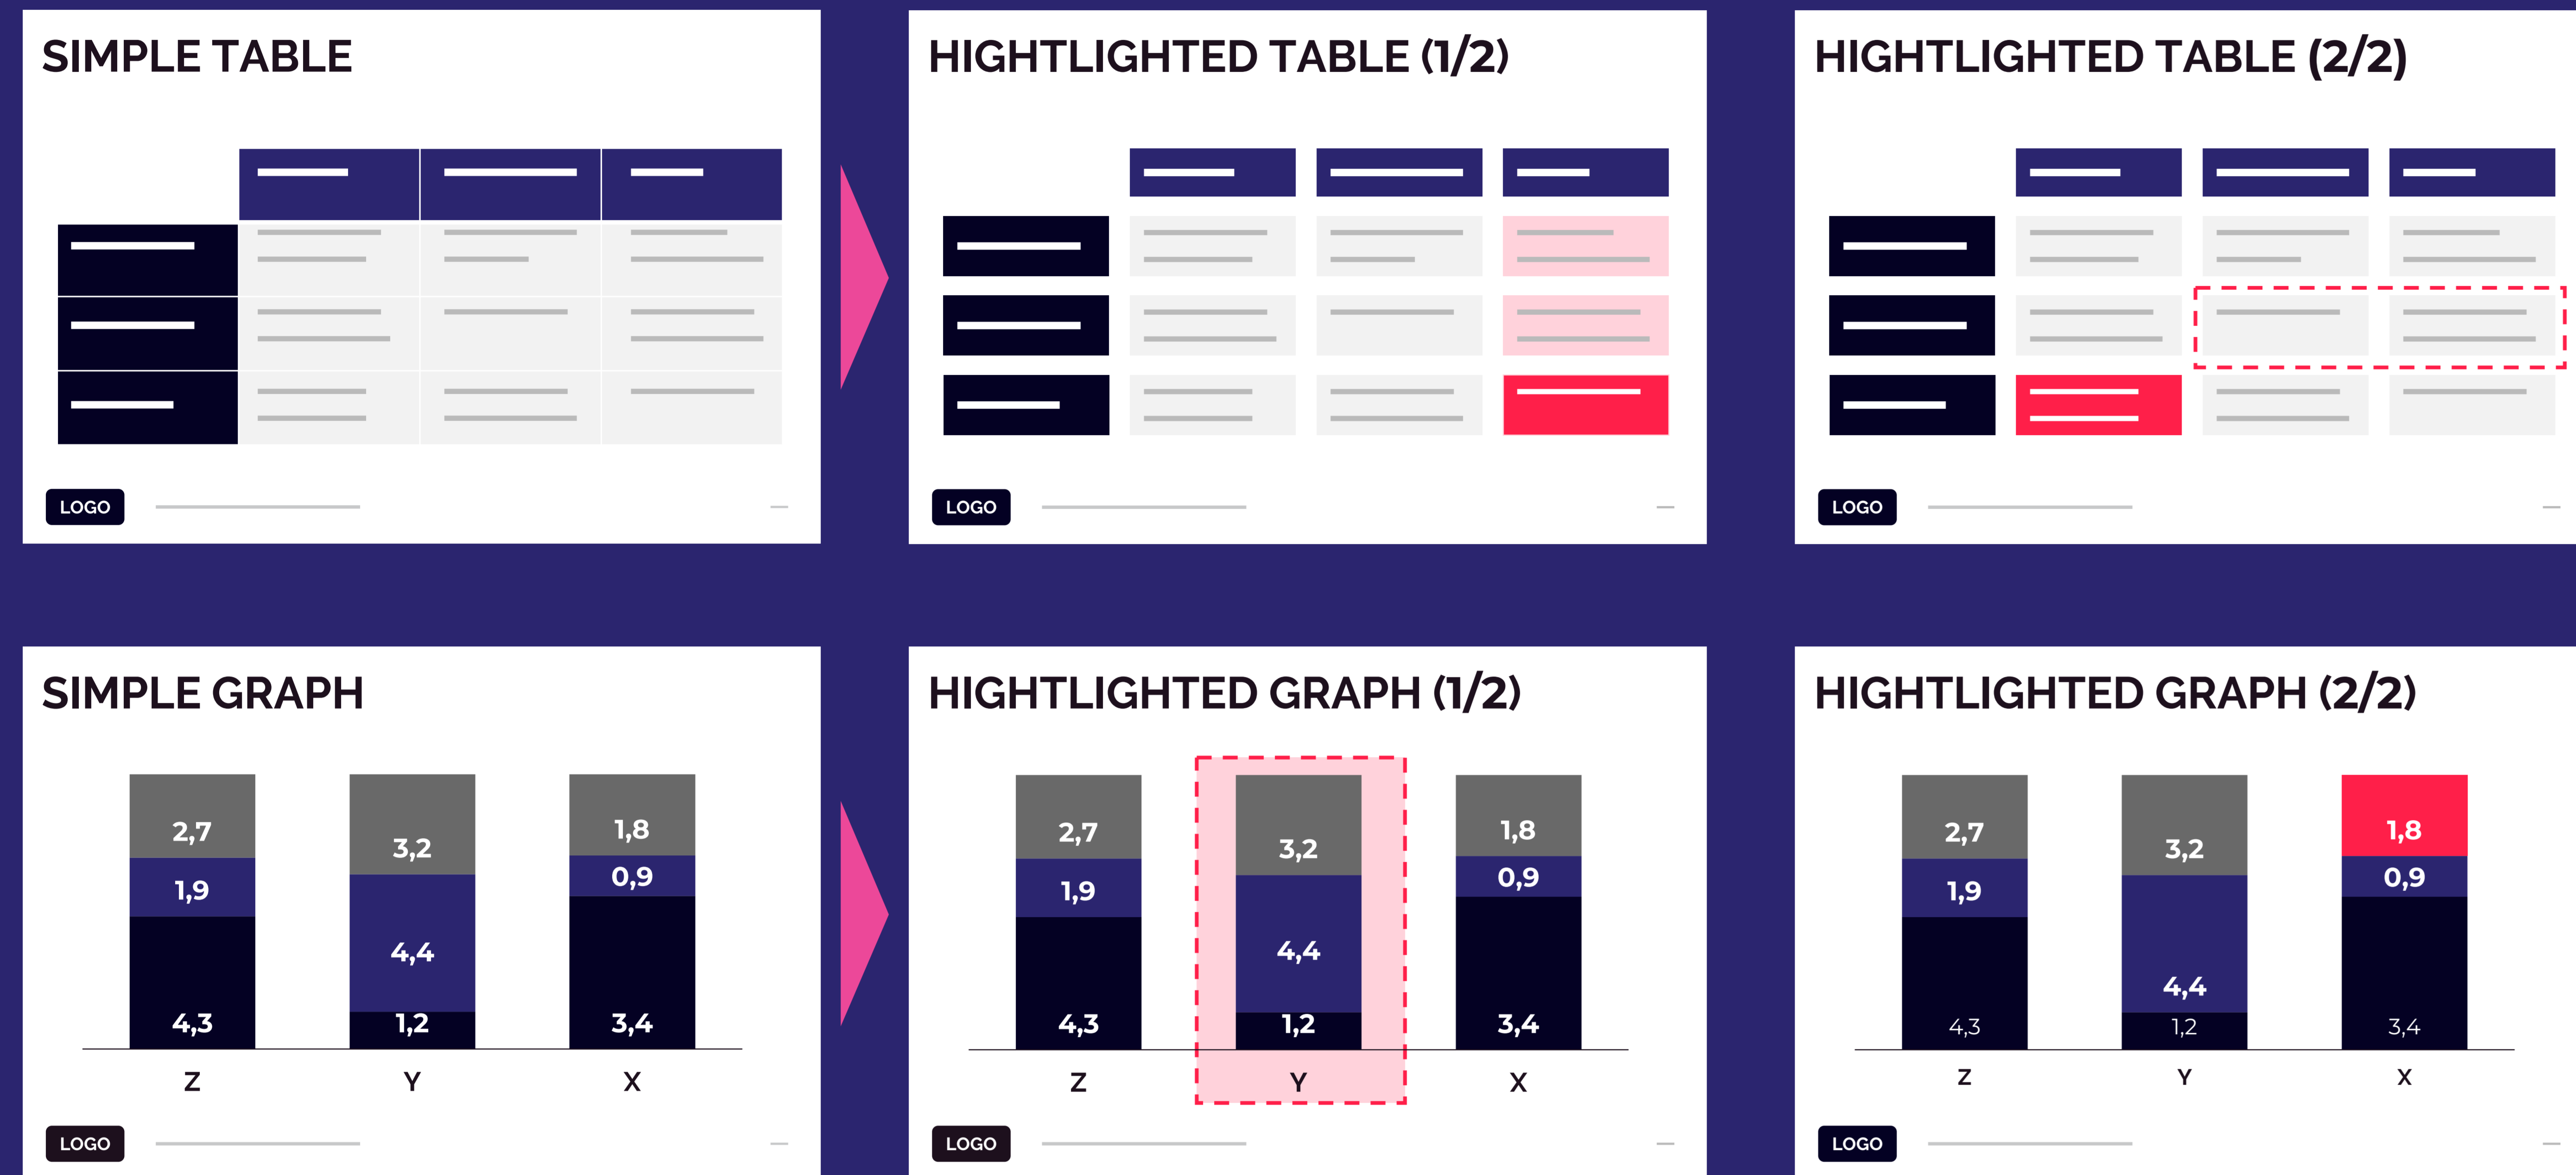 SIMPLE TABLE
LOGO
HIGHTLIGHTED TABLE (1/2)
LOGO
HIGHTLIGHTED TABLE (2/2)
LOGO
SIMPLE GRAPH
2,7 3,2 1,8
1,9 4,4 0,9
4,3 1,2 3,4
Z Y X
LOGO
HIGHTLIGHTED GRAPH (1/2)
2,7 3,2 1,8
1,9 4,4 0,9
4,3 1,2 3,4
Z Y X
LOGO
HIGHTLIGHTED GRAPH (2/2)
2,7 3,2 1,8
1,9 4,4 0,9
4,3 1,2 3,4
Z Y X
LOGO